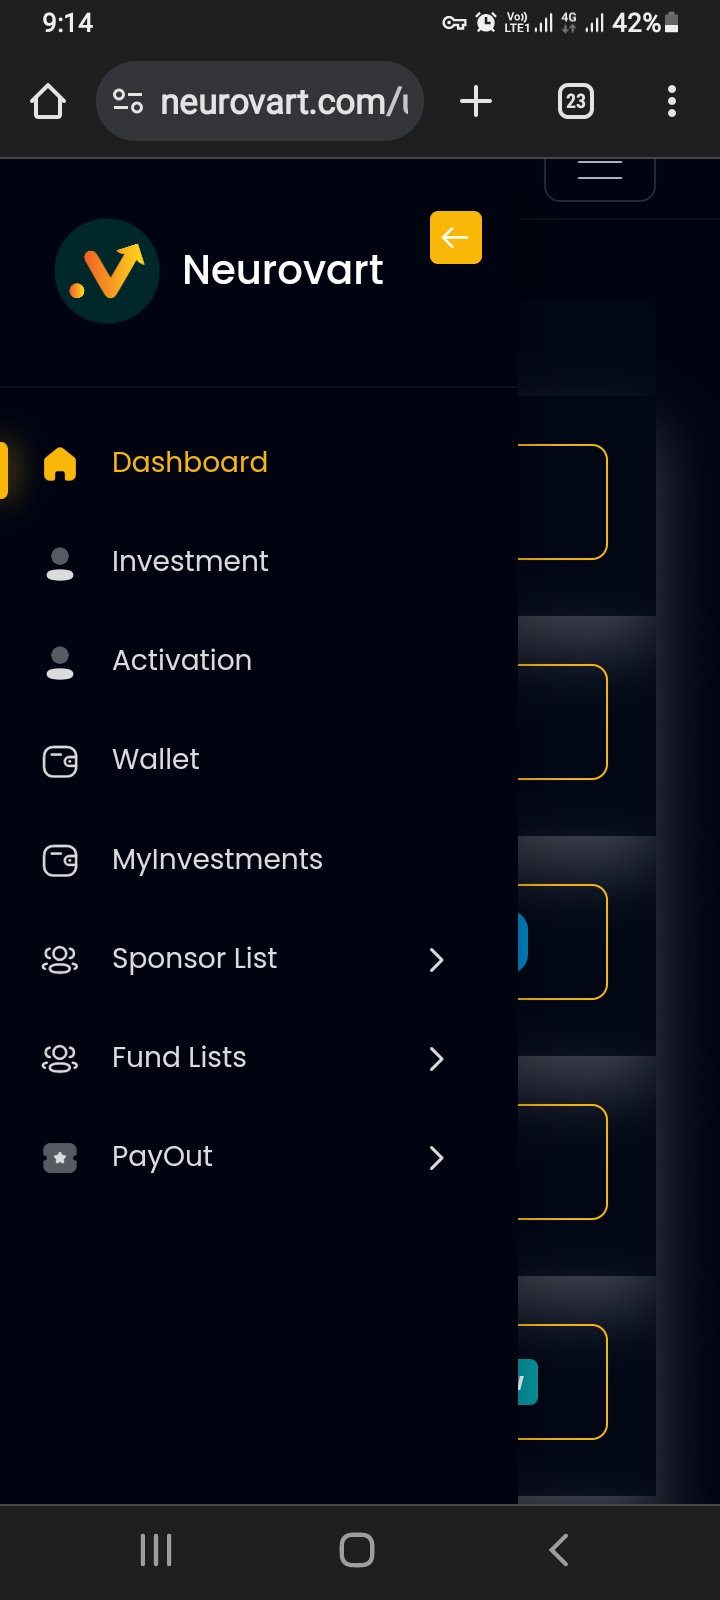 9:14
Vo)) LTE1 4G 42%
neurovart.com/
23
Neurovart
Dashboard
Investment
Activation
Wallet
MyInvestments
Sponsor List
Fund Lists
PayOut